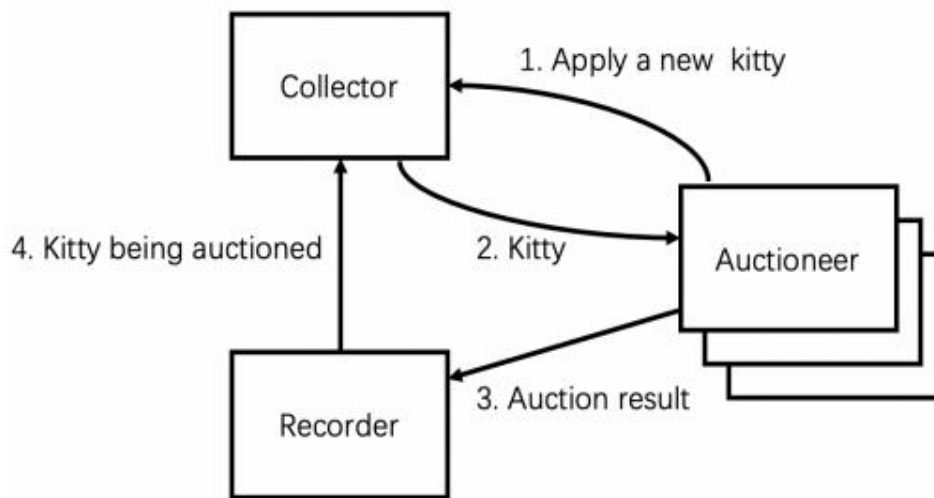 Collector
1. Apply a new kitty
4. Kitty being auctioned
2. Kitty
Auctioneer
3. Auction result
Recorder